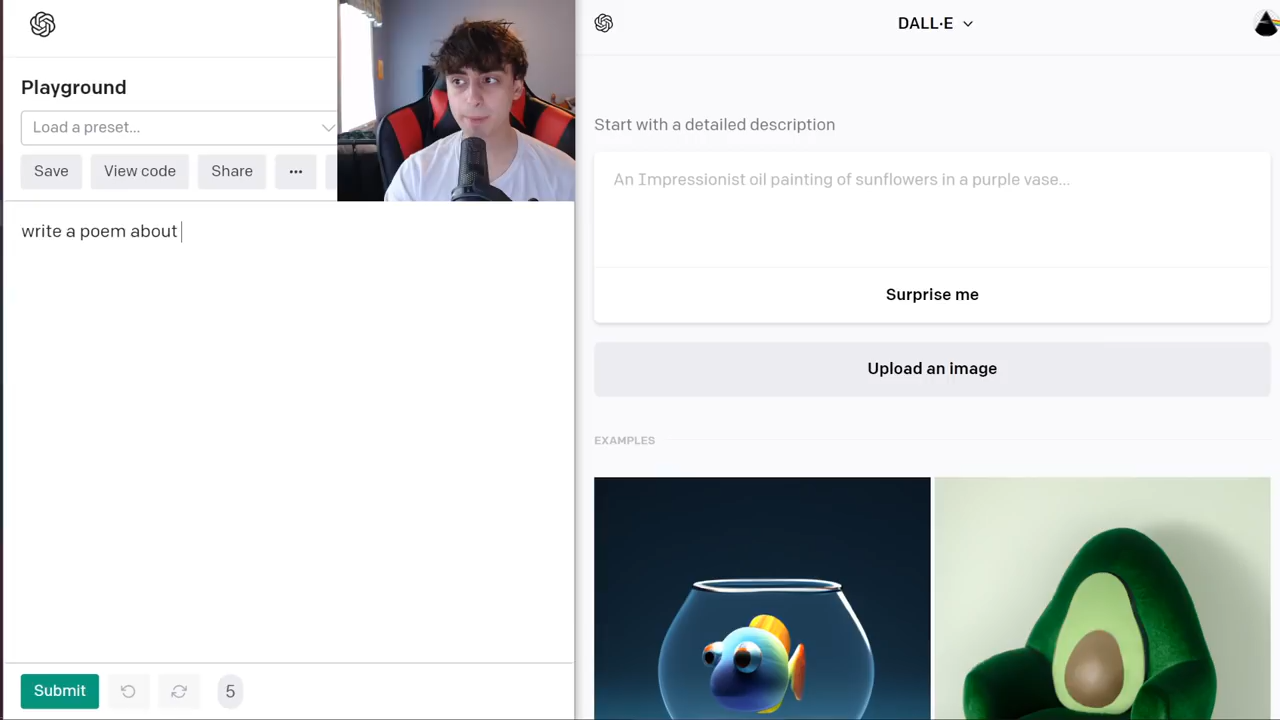 Playground
Load a preset...
Save
View code
Share
...
write a poem about
Submit
5
DALL·E
Start with a detailed description
An Impressionist oil painting of sunflowers in a purple vase...
Surprise me
Upload an image
EXAMPLES